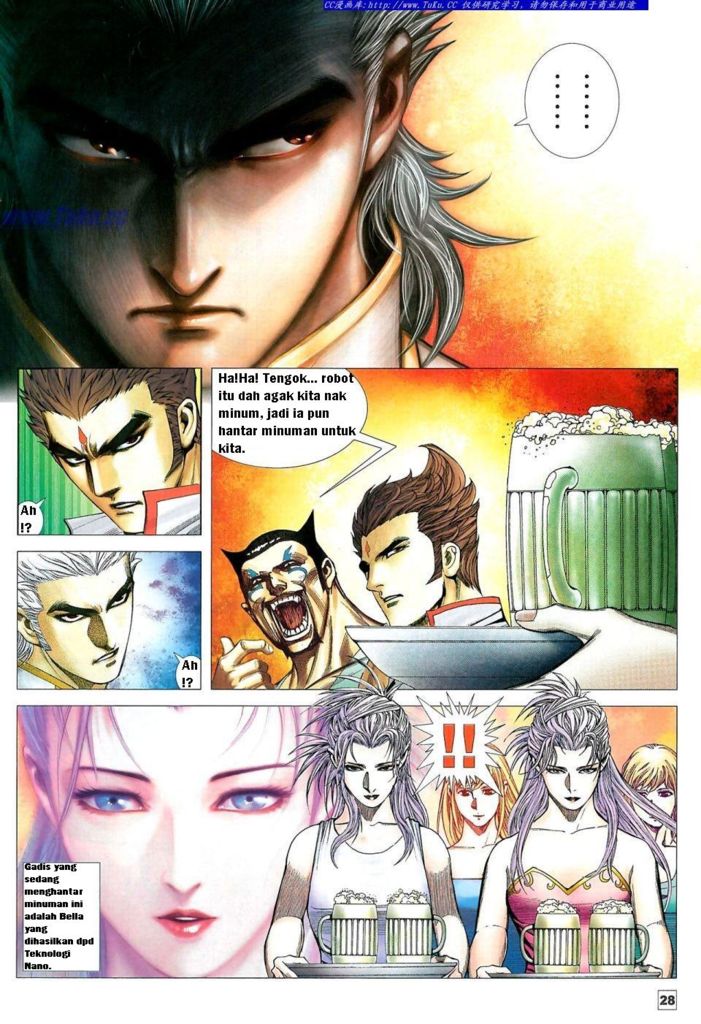 CC漫画库:http://www.TuKu.CC 仅供研究学习，请勿保存和用于商业用途
www.Tuku.cc
Ah
!?
Ha!Ha! Tengok... robot
itu dah agak kita nak
minum, jadi ia pun
hantar minuman untuk
kita.
Ah
!?
!!
Gadis yang
sedang
menghantar
minuman ini
adalah Bella
yang
dihasilkan dpd
Teknologi
Nano.
28